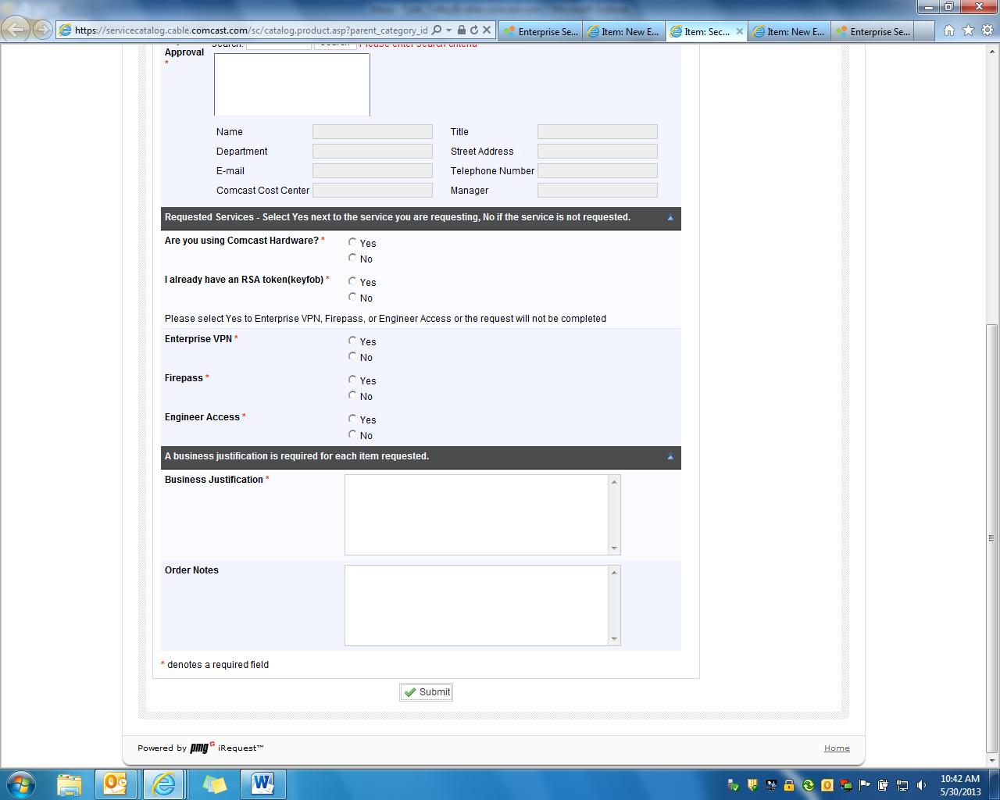 https://servicecatalog.cable.comcast.com/sc/catalog.product.asp?parent_category_id
Enterprise Se...
Item: New E...
Item: Sec...
Item: New E...
Enterprise Se...
Approval
*
Search:
Search
Please enter search criteria
Name
Title
Department
Street Address
E-mail
Telephone Number
Comcast Cost Center
Manager
Requested Services - Select Yes next to the service you are requesting, No if the service is not requested.
Are you using Comcast Hardware? *
Yes
No
I already have an RSA token(keyfob) *
Yes
No
Please select Yes to Enterprise VPN, Firepass, or Engineer Access or the request will not be completed
Enterprise VPN *
Yes
No
Firepass *
Yes
No
Engineer Access *
Yes
No
A business justification is required for each item requested.
Business Justification *
Order Notes
* denotes a required field
Submit
Powered by pmg iRequest™
Home
10:42 AM
5/30/2013